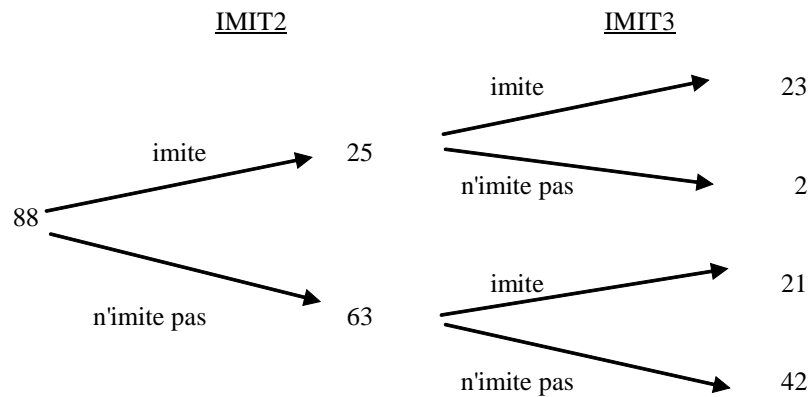 IMIT2 IMIT3
imite 23
imite 25
n'imite pas 2
88
imite 21
n'imite pas 63
n'imite pas 42